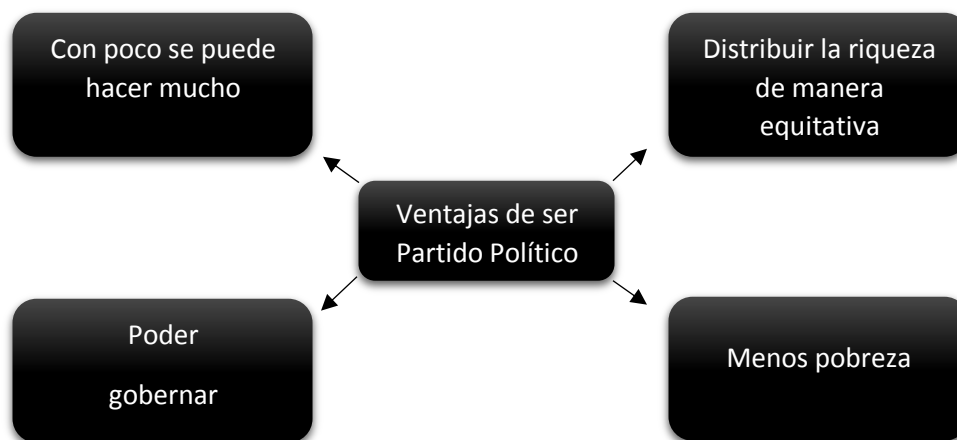 Con poco se puede
hacer mucho
Distribuir la riqueza
de manera
equitativa
Ventajas de ser
Partido Político
Poder
gobernar
Menos pobreza